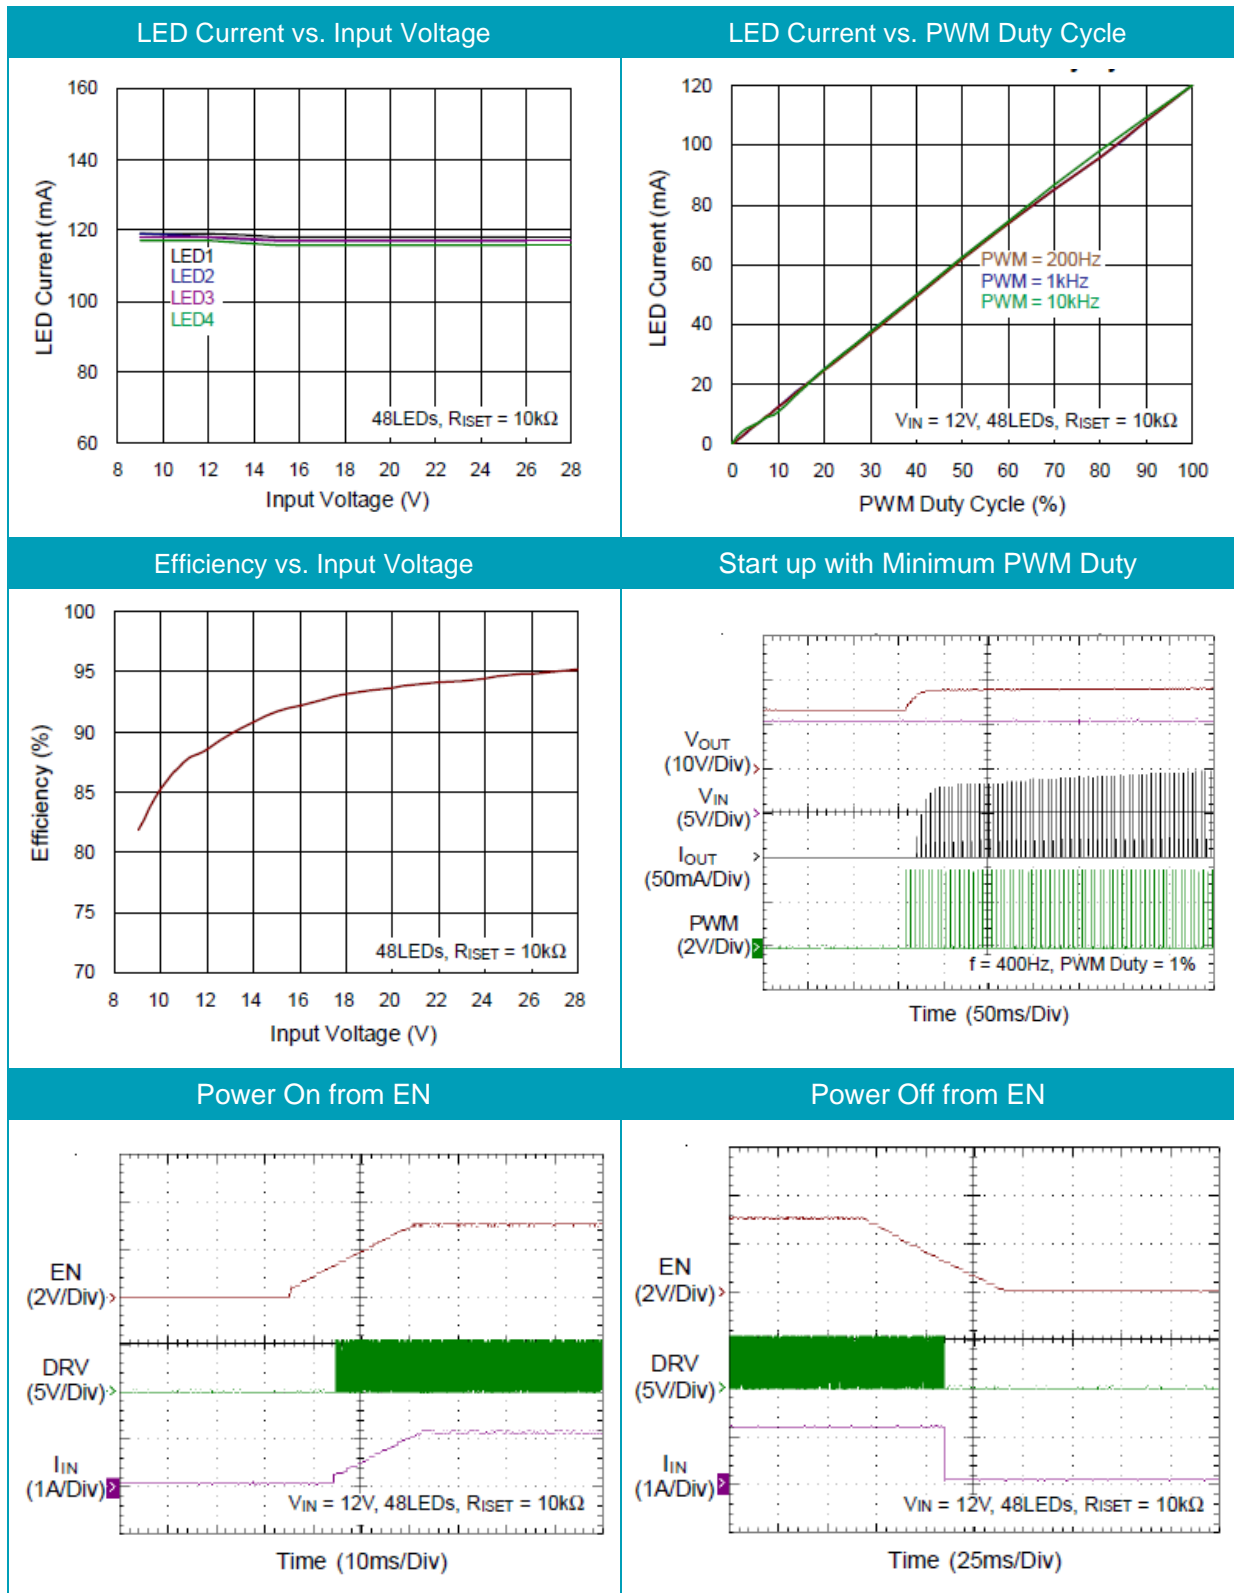 LED Current vs. Input Voltage
160
140
120
100
80
60
LED Current (mA)
LED1
LED2
LED3
LED4
48LEDs, RISET = 10kΩ
8 10 12 14 16 18 20 22 24 26 28
Input Voltage (V)
LED Current vs. PWM Duty Cycle
120
100
80
60
40
20
0
LED Current (mA)
PWM = 200Hz
PWM = 1kHz
PWM = 10kHz
VIN = 12V, 48LEDs, RISET = 10kΩ
0 10 20 30 40 50 60 70 80 90 100
PWM Duty Cycle (%)
Efficiency vs. Input Voltage
100
95
90
85
80
75
70
Efficiency (%)
48LEDs, RISET = 10kΩ
8 10 12 14 16 18 20 22 24 26 28
Input Voltage (V)
Start up with Minimum PWM Duty
VOUT
(10V/Div)
VIN
(5V/Div)
IOUT
(50mA/Div)
PWM
(2V/Div)
f = 400Hz, PWM Duty = 1%
Time (50ms/Div)
Power On from EN
EN
(2V/Div)
DRV
(5V/Div)
IIN
(1A/Div)
VIN = 12V, 48LEDs, RISET = 10kΩ
Time (10ms/Div)
Power Off from EN
EN
(2V/Div)
DRV
(5V/Div)
IIN
(1A/Div)
VIN = 12V, 48LEDs, RISET = 10kΩ
Time (25ms/Div)